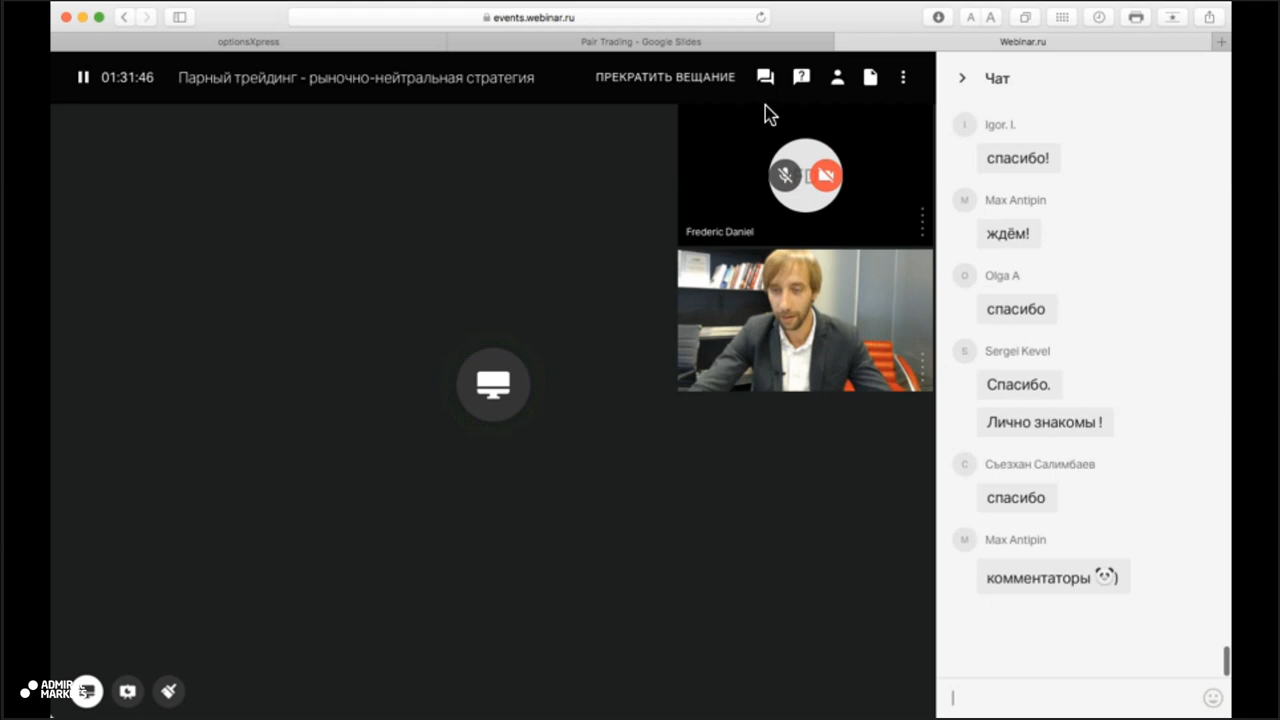 events.webinar.ru
A A
optionsXpress
Pair Trading - Google Slides
Webinar.ru
01:31:46
Парный трейдинг - рыночно-нейтральная стратегия
ПРЕКРАТИТЬ ВЕЩАНИЕ
Чат
Frederic Daniel
I
Igor. I.
спасибо!
M
Max Antipin
ждём!
O
Olga A
спасибо
S
Sergei Kevel
Спасибо.
Лично знакомы !
С
Съезхан Салимбаев
спасибо
M
Max Antipin
комментаторы 🐼)
ADMIRAL
MARKETS